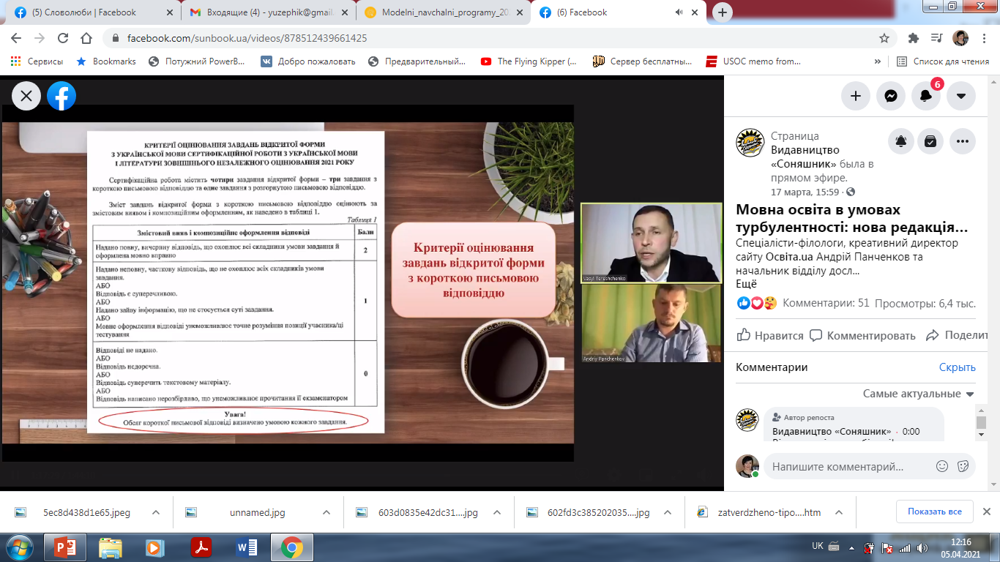 (5) Словолюби | Facebook
Входящие (4) - yuzephik@gmail.
Modelni_navchalni_programy_20
(6) Facebook
facebook.com/sunbook.ua/videos/878512439661425
Сервисы
Bookmarks
Потужний PowerB...
Добро пожаловать
Предварительный...
The Flying Kipper (...
Сервер бесплатны...
USOC memo from...
»
Список для чтения
КРИТЕРІЇ ОЦІНЮВАННЯ ЗАВДАНЬ ВІДКРИТОЇ ФОРМИ
З УКРАЇНСЬКОЇ МОВИ СЕРТИФІКАЦІЙНОЇ РОБОТИ З УКРАЇНСЬКОЇ МОВИ
І ЛІТЕРАТУРИ ЗОВНІШНЬОГО НЕЗАЛЕЖНОГО ОЦІНЮВАННЯ 2021 РОКУ
Сертифікаційна робота містить чотири завдання відкритої форми – три завдання з
короткою письмовою відповіддю та одне завдання з розгорнутою письмовою відповіддю.
Зміст завдань відкритої форми з короткою письмовою відповіддю оцінюють за
змістовим виявом і композиційним оформленням, як наведено в таблиці 1.
Таблиця 1
Змістовий вияв і композиційне оформлення відповіді
Бали
Надано повну, вичерпну відповідь, що охоплює всі складники умови завдання й
оформлена мовно вправно
2
Надано неповну, часткову відповідь, що не охоплює всіх складників умови
завдання.
АБО
Відповідь є суперечливою.
АБО
Надано зайву інформацію, що не стосується суті завдання.
АБО
Мовне оформлення відповіді унеможливлює точне розуміння позиції учасника/ці
тестування
1
Відповіді не надано.
АБО
Відповідь недоречна.
АБО
Відповідь суперечить текстовому матеріалу.
АБО
Відповідь написано нерозбірливо, що унеможливлює прочитання її екзаменатором
0
Увага!
Обсяг короткої письмової відповіді визначено умовою кожного завдання.
Критерії оцінювання
завдань відкритої форми
з короткою письмовою
відповіддю
Vasyl Tereshchenko
Andriy Panchenkov
6
Страница
Видавництво
«Соняшник» была в
прямом эфире.
17 марта, 15:59 ·
Мовна освіта в умовах
турбулентності: нова редакція...
Спеціалісти-філологи, креативний директор
сайту Освіта.ua Андрій Панченков та
начальник відділу досл...
Ещё
Комментарии: 51 Просмотры: 6,4 тыс.
Нравится
Комментировать
Поделит
Комментарии
Скрыть
Самые актуальные
Автор репоста
Видавництво «Соняшник» · 0:00
Напишите комментарий...
5ec8d438d1e65.jpeg
unnamed.jpg
603d0835e42dc31....jpg
602fd3c385202035....jpg
zatverdzheno-tipo....htm
Показать все
UK
12:16
05.04.2021